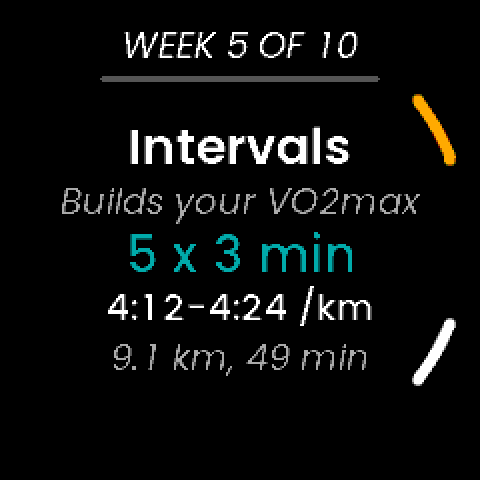 WEEK 5 OF 10
Intervals
Builds your VO2max
5 x 3 min
4:12-4:24 /km
9.1 km, 49 min